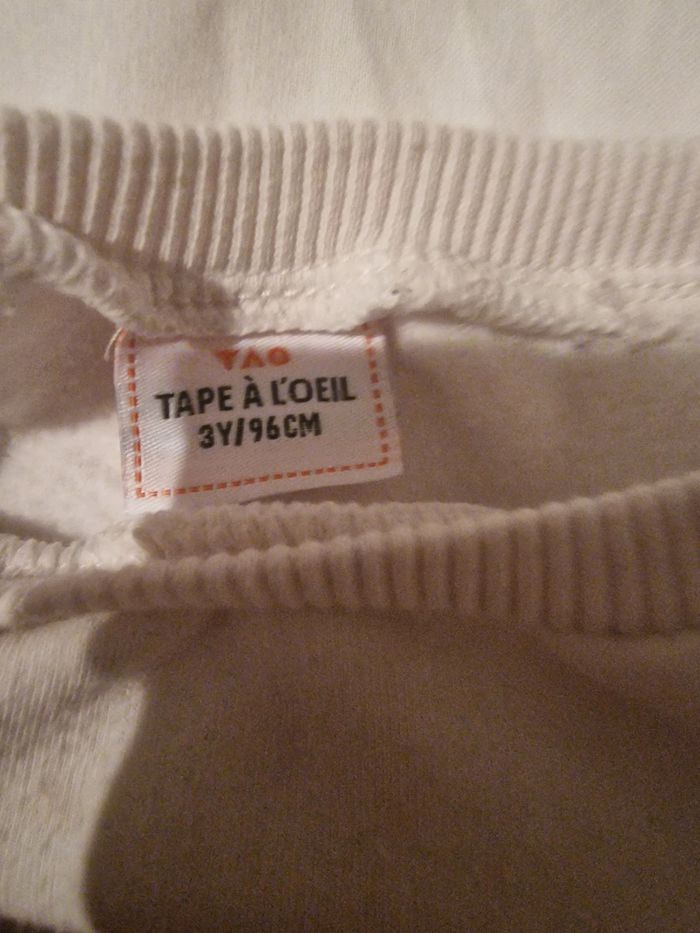 TAO
TAPE À L'OEIL
3Y/96CM